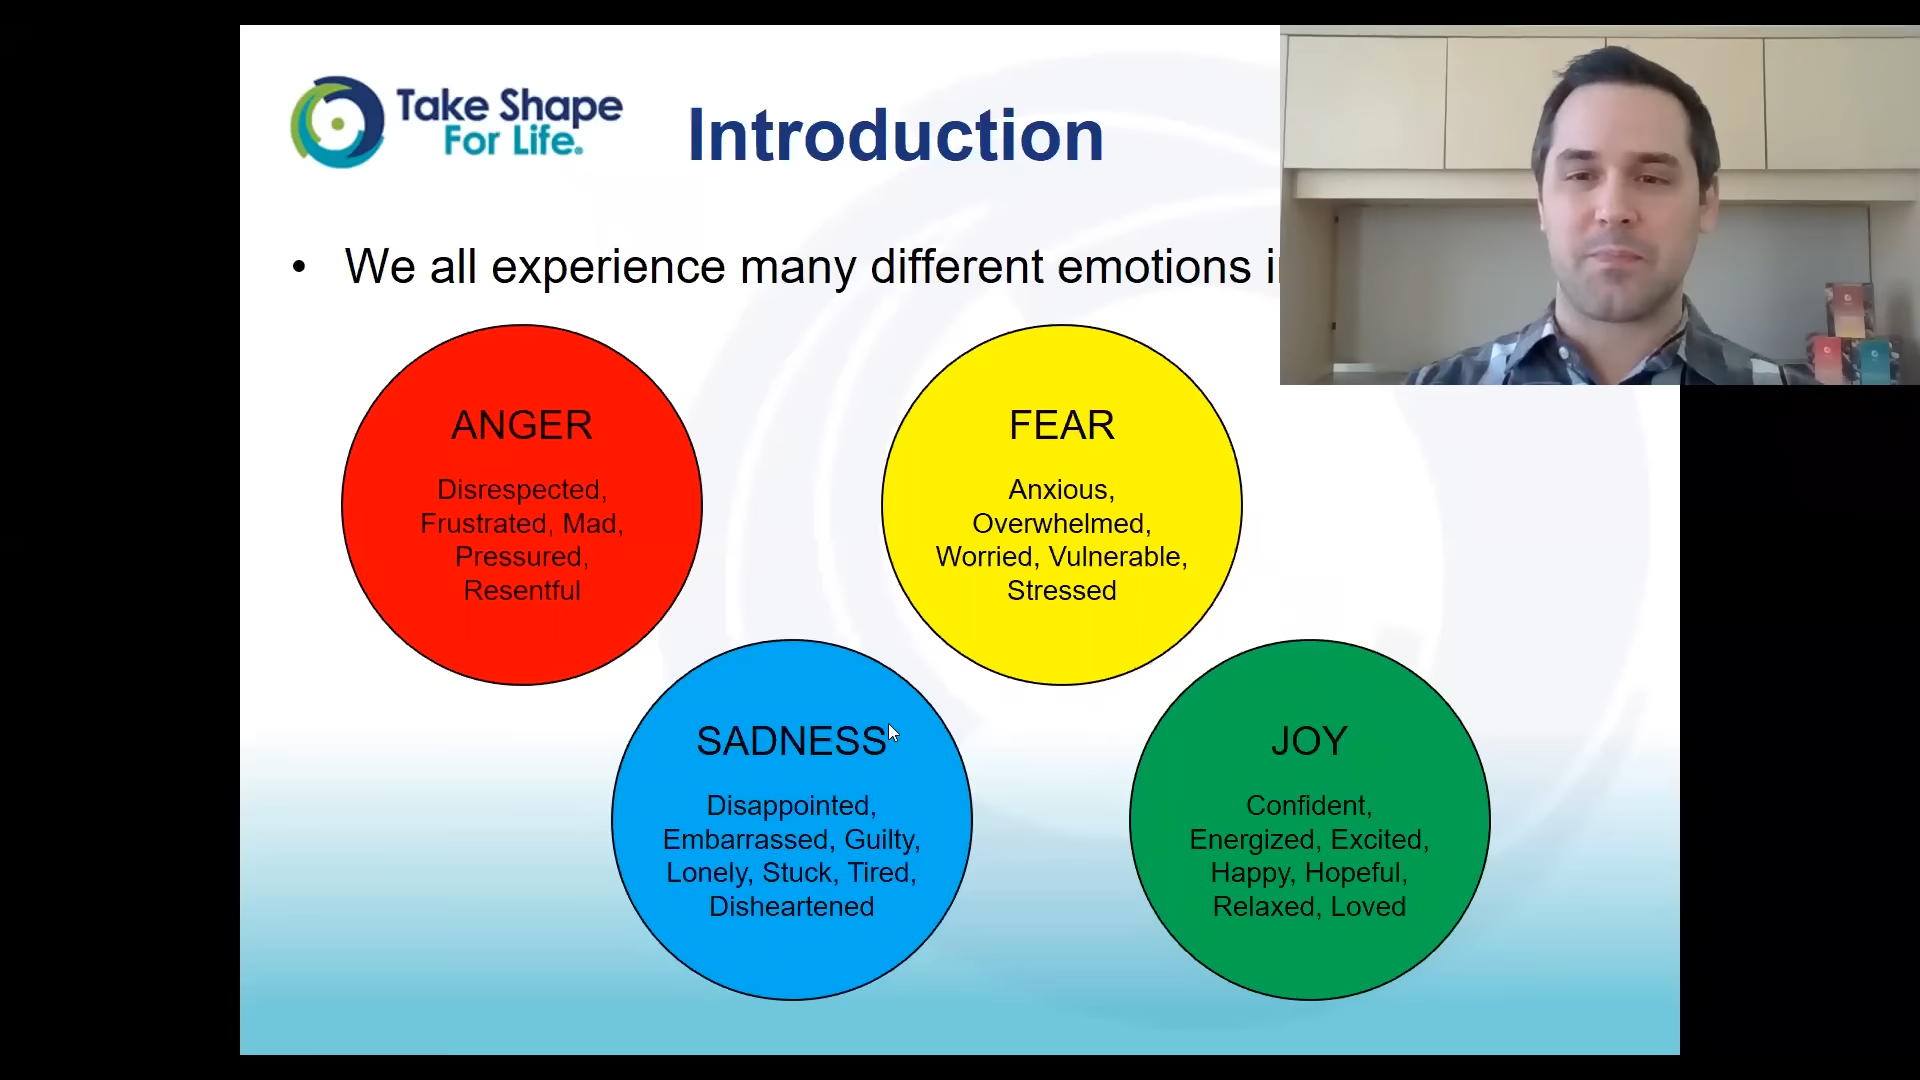 Take Shape
For Life.
Introduction
• We all experience many different emotions i
ANGER
Disrespected,
Frustrated, Mad,
Pressured,
Resentful
FEAR
Anxious,
Overwhelmed,
Worried, Vulnerable,
Stressed
SADNESS
Disappointed,
Embarrassed, Guilty,
Lonely, Stuck, Tired,
Disheartened
JOY
Confident,
Energized, Excited,
Happy, Hopeful,
Relaxed, Loved